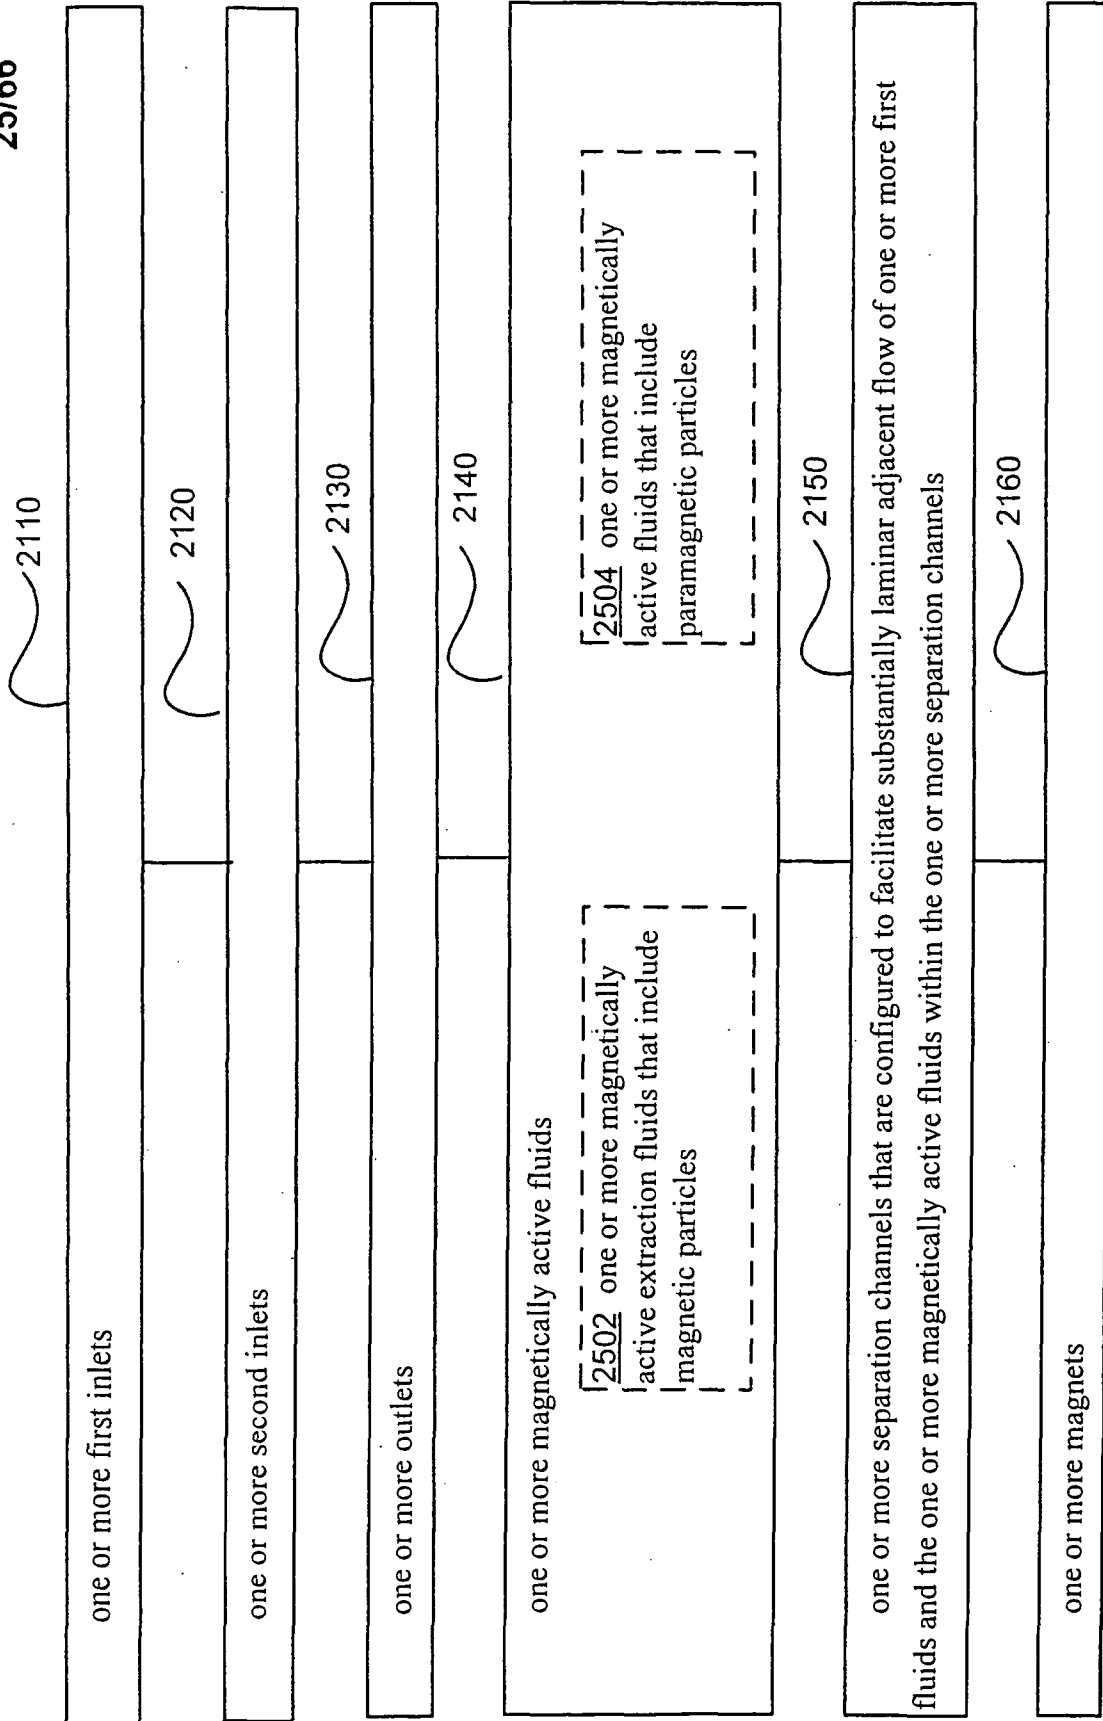 25/66
2110
one or more first inlets
2120
one or more second inlets
2130
one or more outlets
2140
one or more magnetically active fluids
2502 one or more magnetically
active extraction fluids that include
magnetic particles
2504 one or more magnetically
active fluids that include
paramagnetic particles
2150
one or more separation channels that are configured to facilitate substantially laminar adjacent flow of one or more first
fluids and the one or more magnetically active fluids within the one or more separation channels
2160
one or more magnets